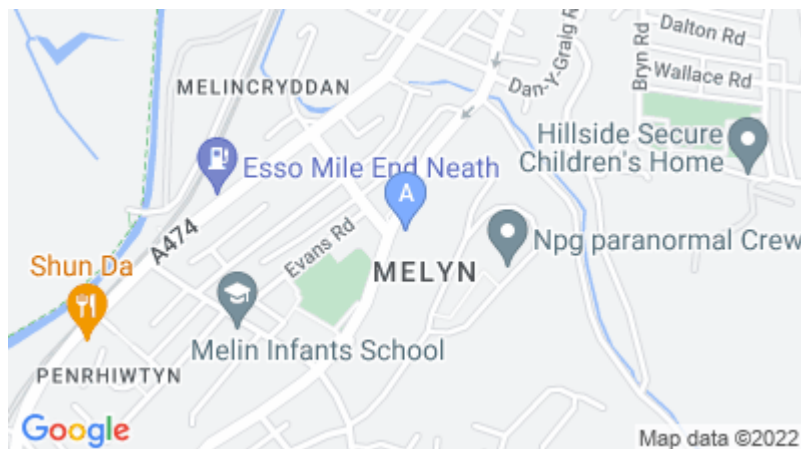 Dalton Rd
MELINCRYDDAN
Dan-Y-Graig R
Bryn Rd
Wallace Rd
Hillside Secure
Children's Home
Esso Mile End Neath
A
A474
Evans Rd
Npg paranormal Crew
Shun Da
MELYN
Melin Infants School
PENRHIWTYN
Google
Map data ©2022